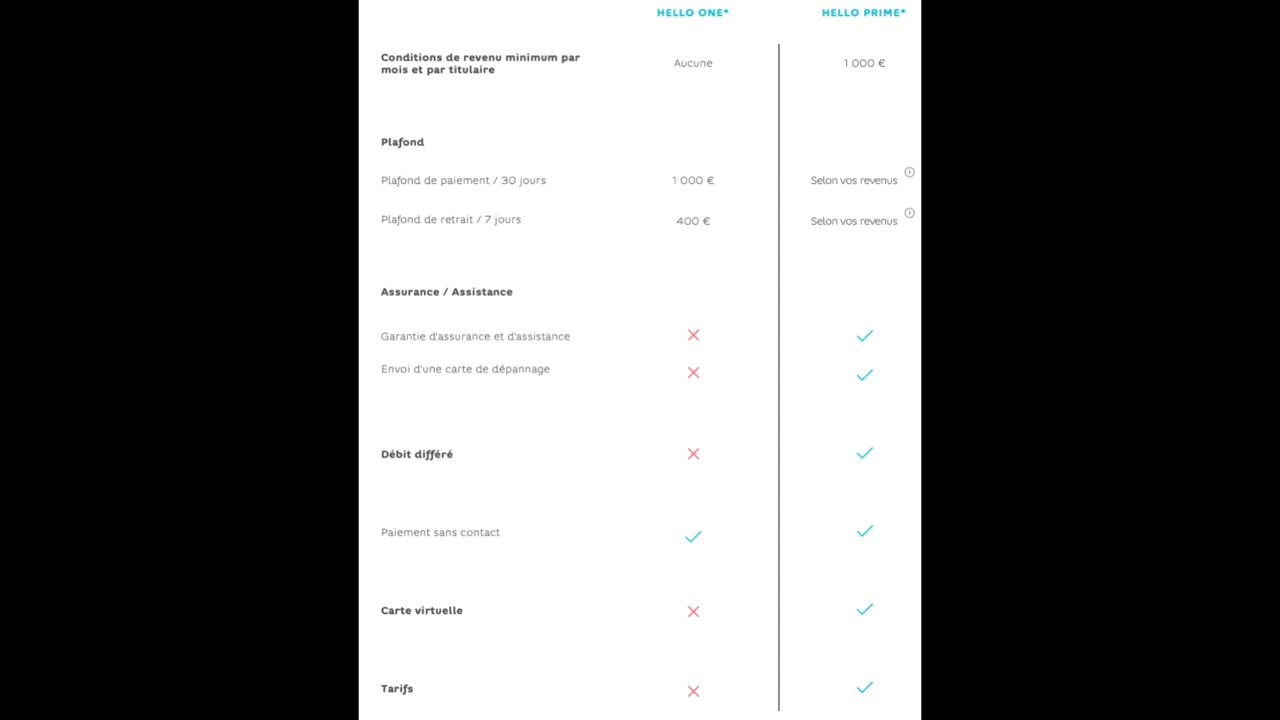 HELLO ONE* HELLO PRIME*
Conditions de revenu minimum par
mois et par titulaire
Aucune 1 000 €
Plafond
Plafond de paiement / 30 jours 1 000 € Selon vos revenus
Plafond de retrait / 7 jours 400 € Selon vos revenus
Assurance / Assistance
Garantie d'assurance et d'assistance
Envoi d'une carte de dépannage
Débit différé
Paiement sans contact
Carte virtuelle
Tarifs